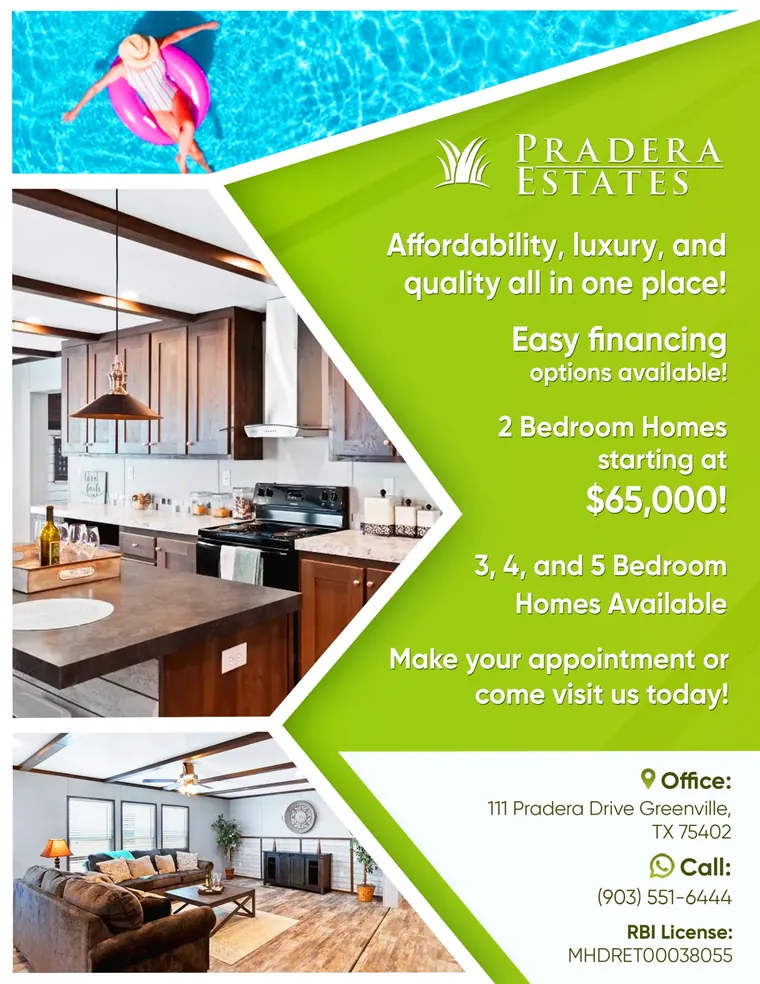 PRADERA
ESTATES
Affordability, luxury, and
quality all in one place!
Easy financing
options available!
2 Bedroom Homes
starting at
$65,000!
3, 4, and 5 Bedroom
Homes Available
Make your appointment or
come visit us today!
Office:
111 Pradera Drive Greenville,
TX 75402
Call:
(903) 551-6444
RBI License:
MHDRET00038055